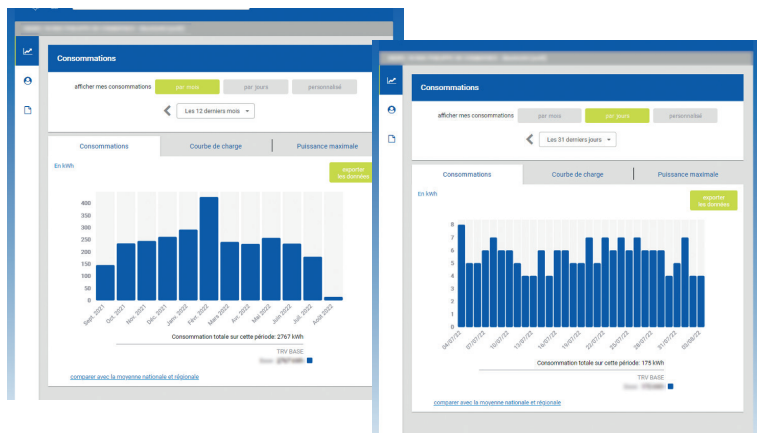 Consommations
afficher mes consommations par mois par jours personnalisé
Les 12 derniers mois
Consommations Courbe de charge Puissance maximale
En kWh
exporter
les données
400
350
300
250
200
150
100
50
0
Sept. 2021 Oct. 2021 Nov. 2021 Déc. 2021 Janv. 2022 Févr. 2022 Mars 2022 Avr. 2022 Mai 2022 Juin 2022 Juil. 2022 Août 2022
Consommation totale sur cette période: 2767 kWh
TRV BASE
comparer avec la moyenne nationale et régionale
Consommations
afficher mes consommations par mois par jours personnalisé
Les 31 derniers jours
Consommations Courbe de charge Puissance maximale
En kWh
exporter
les données
8
7
6
5
4
3
2
1
0
04/07/22 07/07/22 10/07/22 13/07/22 16/07/22 19/07/22 22/07/22 25/07/22 28/07/22 31/07/22 03/08/22
Consommation totale sur cette période: 175 kWh
TRV BASE
comparer avec la moyenne nationale et régionale